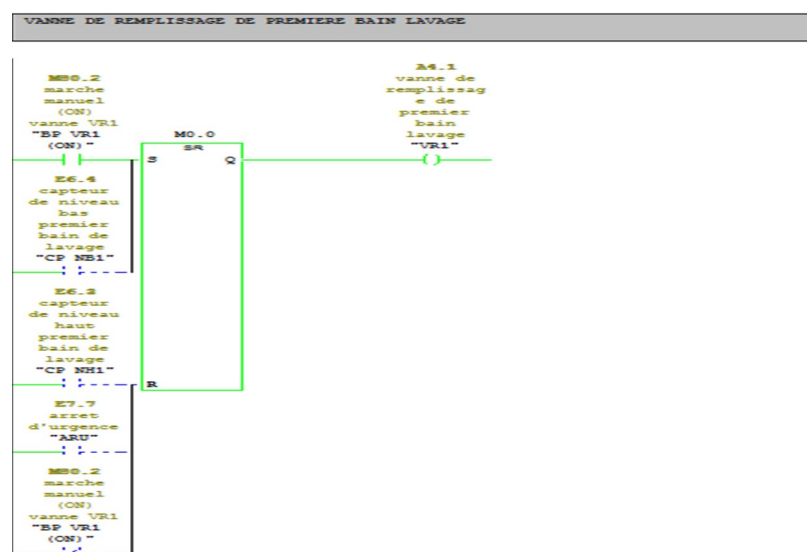 VANNE DE REMPLISSAGE DE PREMIERE BAIN LAVAGE
M80.2
marche
manuel
(ON)
vanne VR1
"BP VR1
(ON)"
M0.0
SR
S
Q
A4.1
vanne de
remplissag
e de
premier
bain
lavage
"VR1"
E6.4
capteur
de niveau
bas
premier
bain de
lavage
"CP NB1"
capteur
de niveau
haut
premier
bain de
lavage
"CP NH1"
R
E7.7
arret
d'urgence
"ARU"
M80.2
marche
manuel
(ON)
vanne VR1
"BP VR1
(ON)"